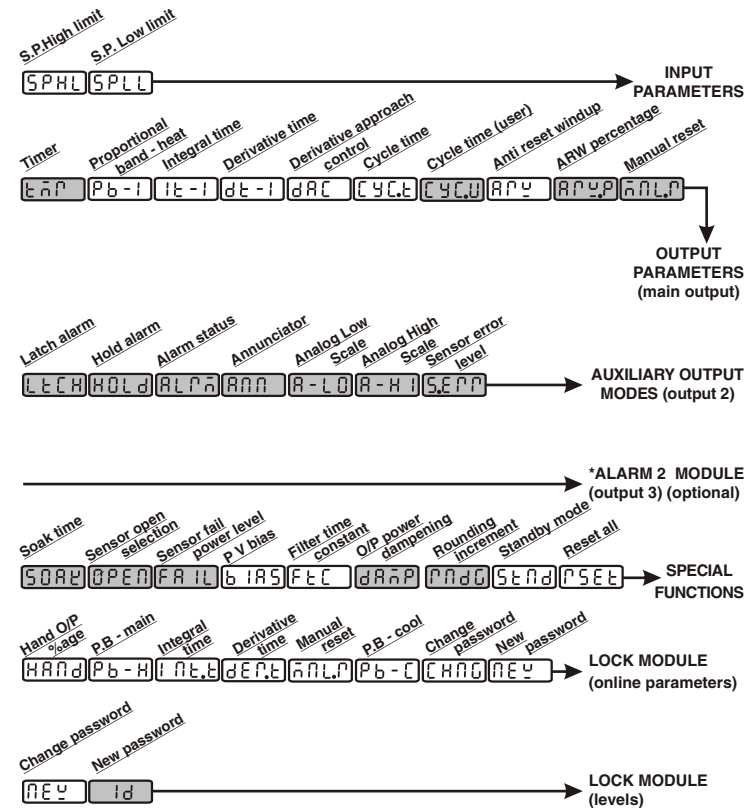 S.P.High limit
S.P. Low limit
SPHL SPLL
INPUT
PARAMETERS
Timer
Proportional
band - heat
Integral time
Derivative time
Derivative approach
control
Cycle time
Cycle time (user)
Anti reset windup
ARW percentage
Manual reset
tmr Pb-1 It-1 dt-1 dAC CYC.t CYC.U ArW ArW.P mnL.r
OUTPUT
PARAMETERS
(main output)
Latch alarm
Hold alarm
Alarm status
Annunciator
Analog Low
Scale
Analog High
Scale
Sensor error
level
LtCH HOLd ALrm Ann A-LO A-HI S.Err
AUXILIARY OUTPUT
MODES (output 2)
*ALARM 2 MODULE
(output 3) (optional)
Soak time
Sensor open
selection
Sensor fail
power level
P V bias
Filter time
constant
O/P power
dampening
Rounding
increment
Standby mode
Reset all
SOAK OPEn FAIL bIAS FtC dAmP rndG Stnd rSEt
SPECIAL
FUNCTIONS
Hand O/P
%age
P.B - main
Integral
time
Derivative
time
Manual
reset
P.B - cool
Change
password
New
password
HAnd Pb-H Int.t dEr.t mnL.r Pb-C CHnG nEW
LOCK MODULE
(online parameters)
Change password
New password
nEW Id
LOCK MODULE
(levels)